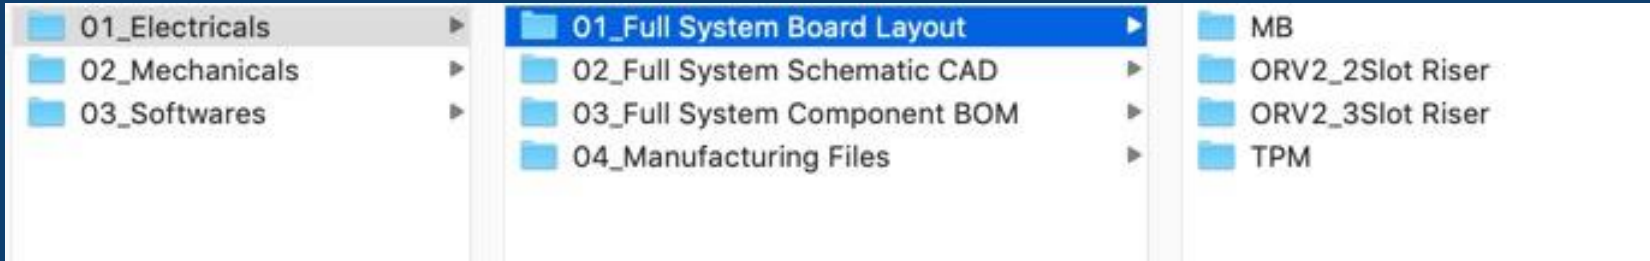 01_Electricals
02_Mechanicals
03_Softwares
01_Full System Board Layout
02_Full System Schematic CAD
03_Full System Component BOM
04_Manufacturing Files
MB
ORV2_2Slot Riser
ORV2_3Slot Riser
TPM